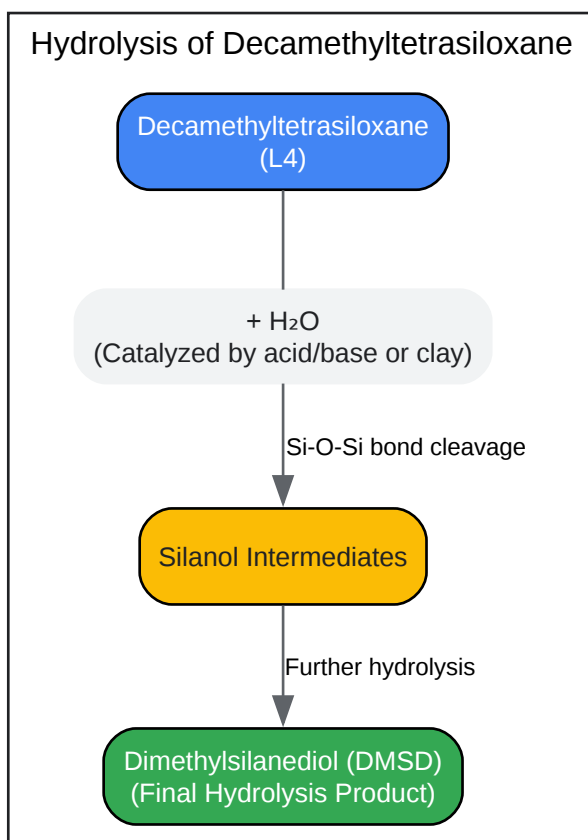 Hydrolysis of Decamethyltetrasiloxane
Decamethyltetrasiloxane
(L4)
+ H₂O
(Catalyzed by acid/base or clay)
Si-O-Si bond cleavage
Silanol Intermediates
Further hydrolysis
Dimethylsilanediol (DMSD)
(Final Hydrolysis Product)